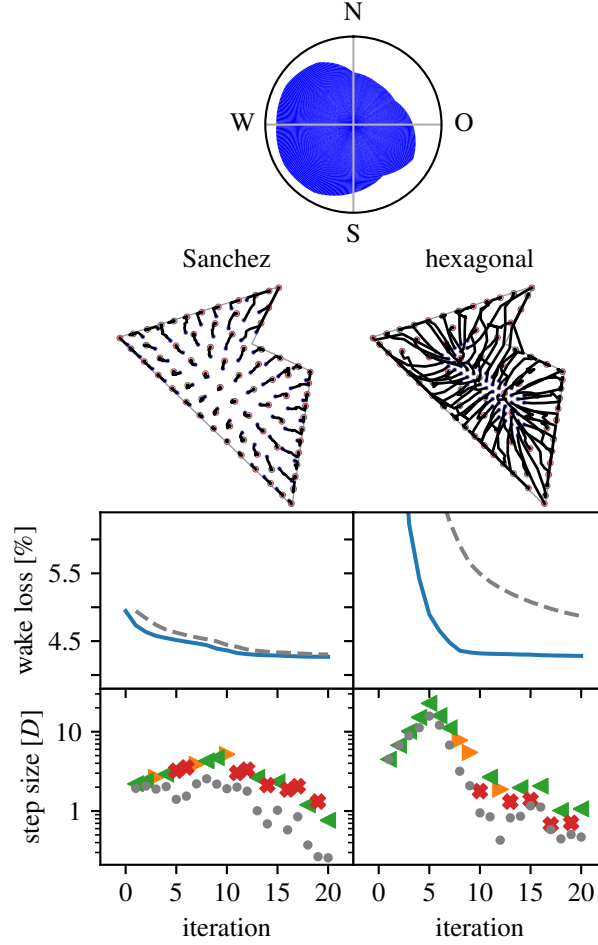 N
W O
S
Sanchez hexagonal
wake loss [%]
5.5
4.5
step size [D]
10
1
0 5 10 15 20 0 5 10 15 20
iteration iteration